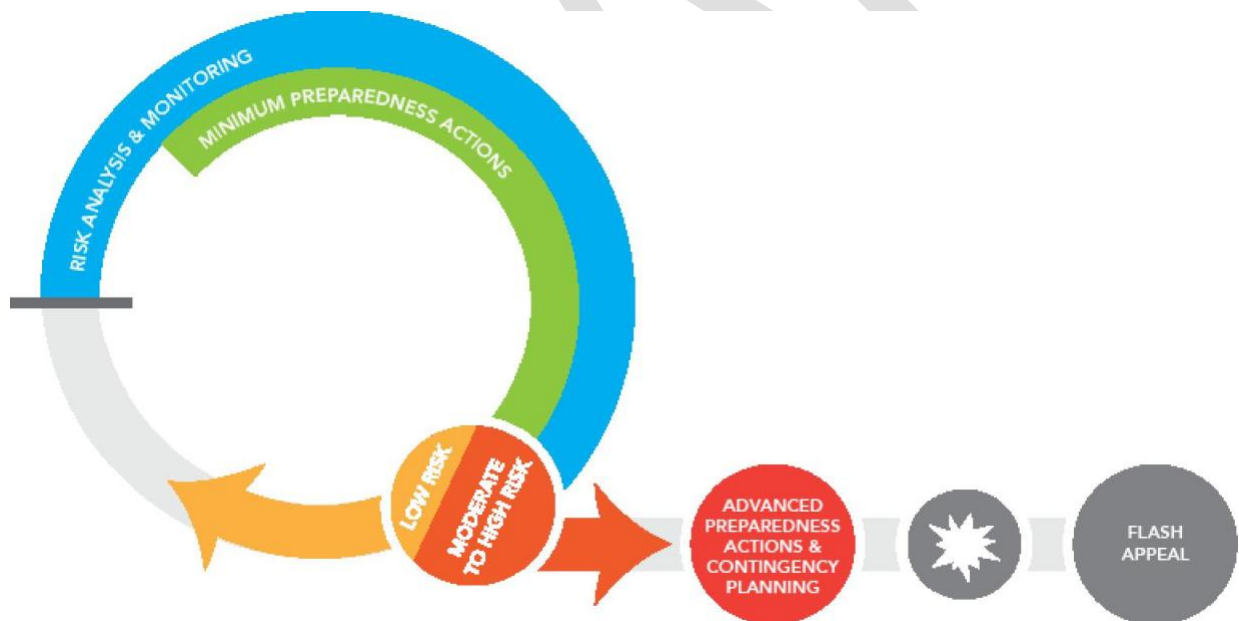 RISK ANALYSIS & MONITORING
MINIMUM PREPAREDNESS ACTIONS
LOW RISK
MODERATE
TO HIGH RISK
ADVANCED
PREPAREDNESS
ACTIONS &
CONTINGENCY
PLANNING
FLASH
APPEAL